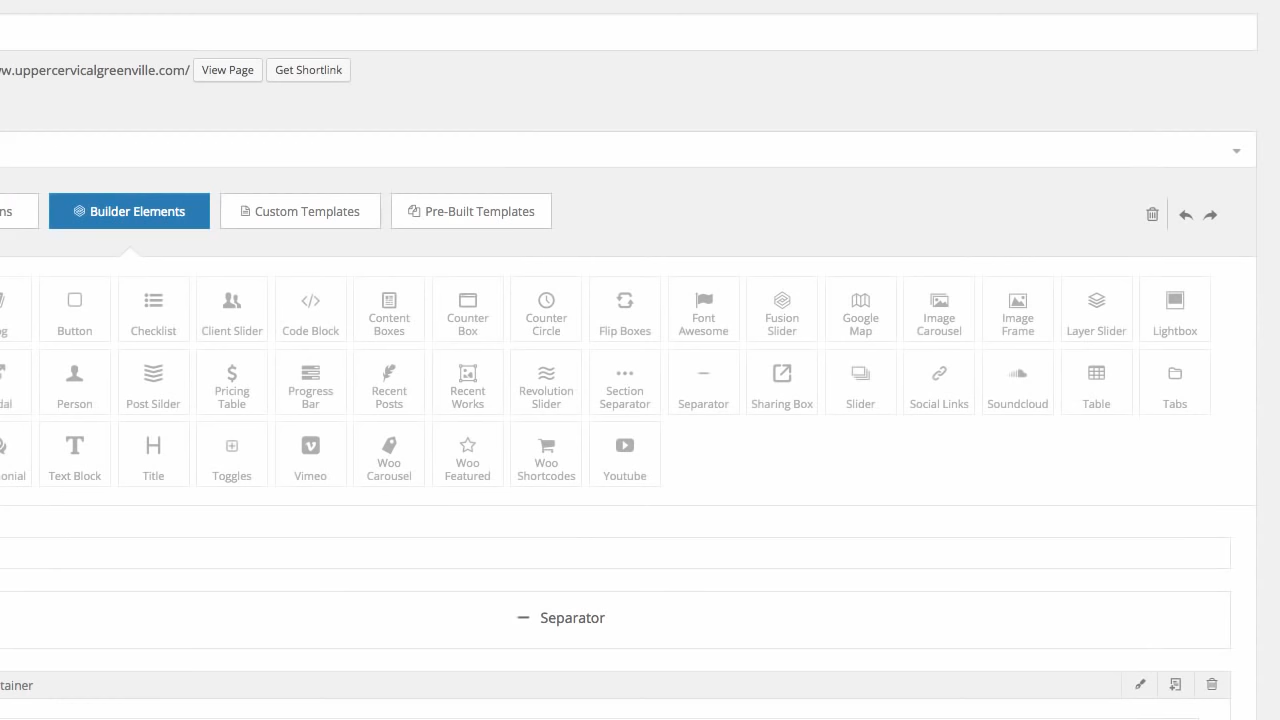 w.uppercervicalgreenville.com/ View Page Get Shortlink
ns Builder Elements Custom Templates Pre-Built Templates
Button Checklist Client Slider Code Block Content Boxes Counter Box Counter Circle Flip Boxes Font Awesome Fusion Slider Google Map Image Carousel Image Frame Layer Slider Lightbox
dal Person Post Silder Pricing Table Progress Bar Recent Posts Recent Works Revolution Slider Section Separator Separator Sharing Box Slider Social Links Soundcloud Table Tabs
onial Text Block Title Toggles Vimeo Woo Carousel Woo Featured Woo Shortcodes Youtube
Separator
tainer